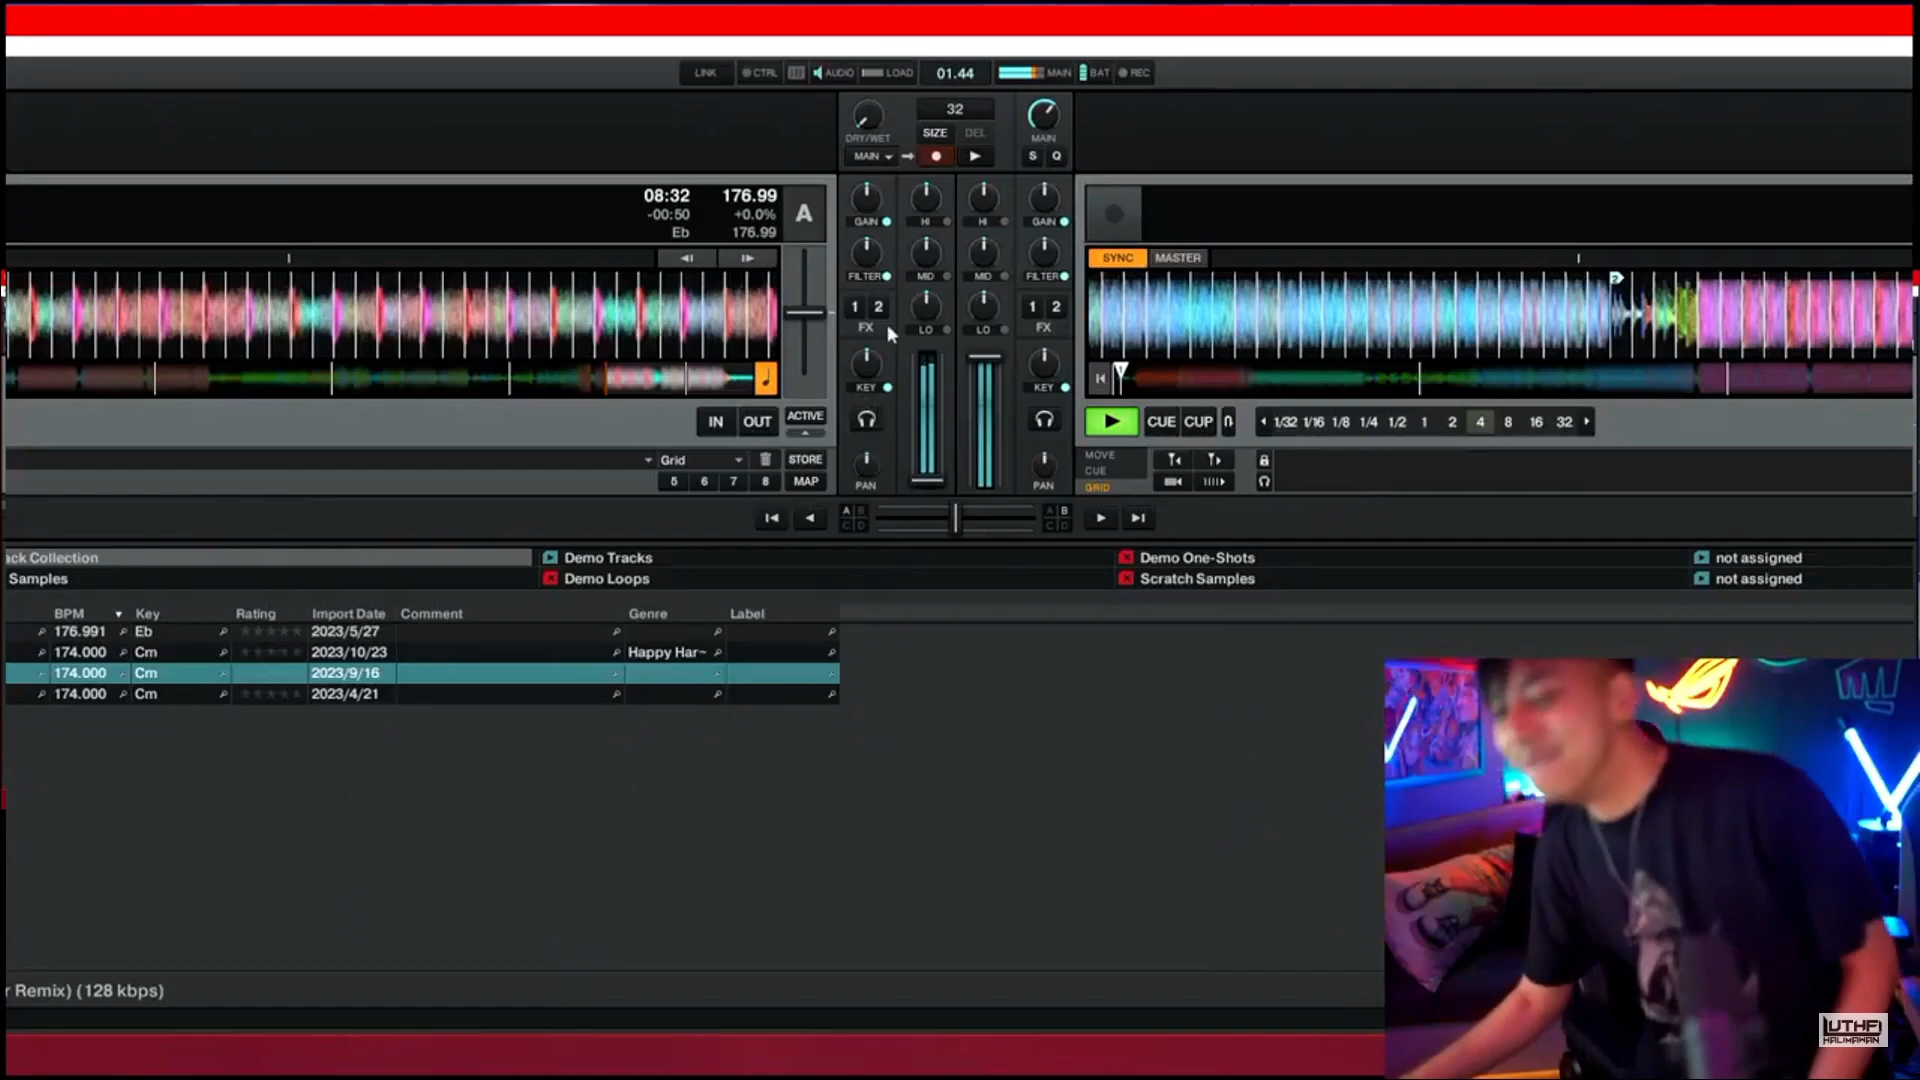 LINK CTRL AUDIO LOAD 01.44 MAIN BAT REC
32
DRY/WET SIZE DEL MAIN
MAIN S Q
08:32 176.99
-00:50 +0.0%
Eb 176.99
A
GAIN HI HI GAIN
FILTER MID MID FILTER
1 2 1 2
FX LO LO FX
KEY KEY
PAN PAN
SYNC MASTER
2
1
IN OUT ACTIVE
CUE CUP 1/32 1/16 1/8 1/4 1/2 1 2 4 8 16 32
Grid STORE
5 6 7 8 MAP
MOVE
CUE
GRID
A B A B
C D C D
ack Collection Demo Tracks Demo One-Shots not assigned
Samples Demo Loops Scratch Samples not assigned
BPM Key Rating Import Date Comment Genre Label
176.991 Eb 2023/5/27
174.000 Cm 2023/10/23 Happy Har~
174.000 Cm 2023/9/16
174.000 Cm 2023/4/21
r Remix) (128 kbps)
LUTHFI
HALIMAWAN